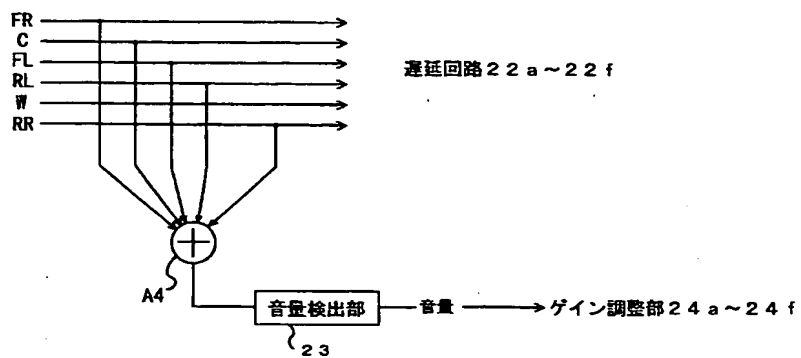 FR
C
FL
RL
W
RR
遅延回路22a～22f
A4
音量検出部
音量
ゲイン調整部24a～24f
23